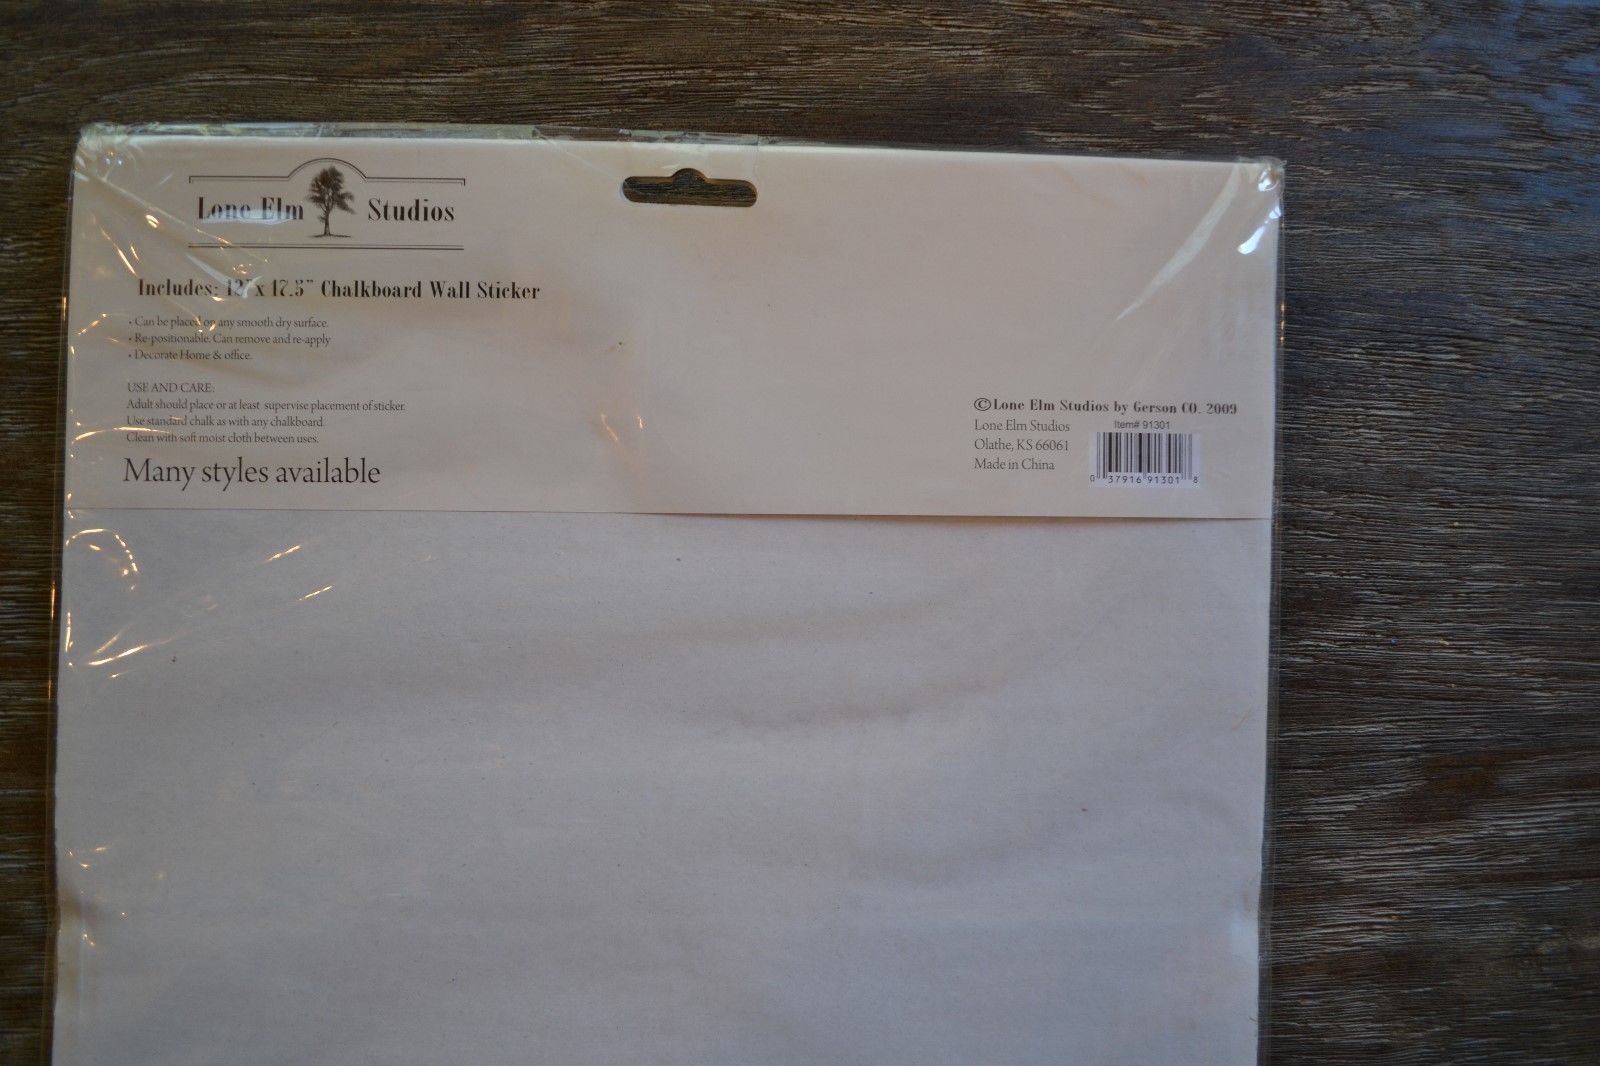 Lone Elm Studios
Includes: 12" x 17.5" Chalkboard Wall Sticker
• Can be placed on any smooth dry surface.
• Re-positionable. Can remove and re-apply
• Decorate Home & office.
USE AND CARE:
Adult should place or at least supervise placement of sticker.
Use standard chalk as with any chalkboard.
Clean with soft moist cloth between uses.
Many styles available
©Lone Elm Studios by Gerson CO. 2009
Lone Elm Studios
Item# 91301
Olathe, KS 66061
Made in China
0 37916 91301 8